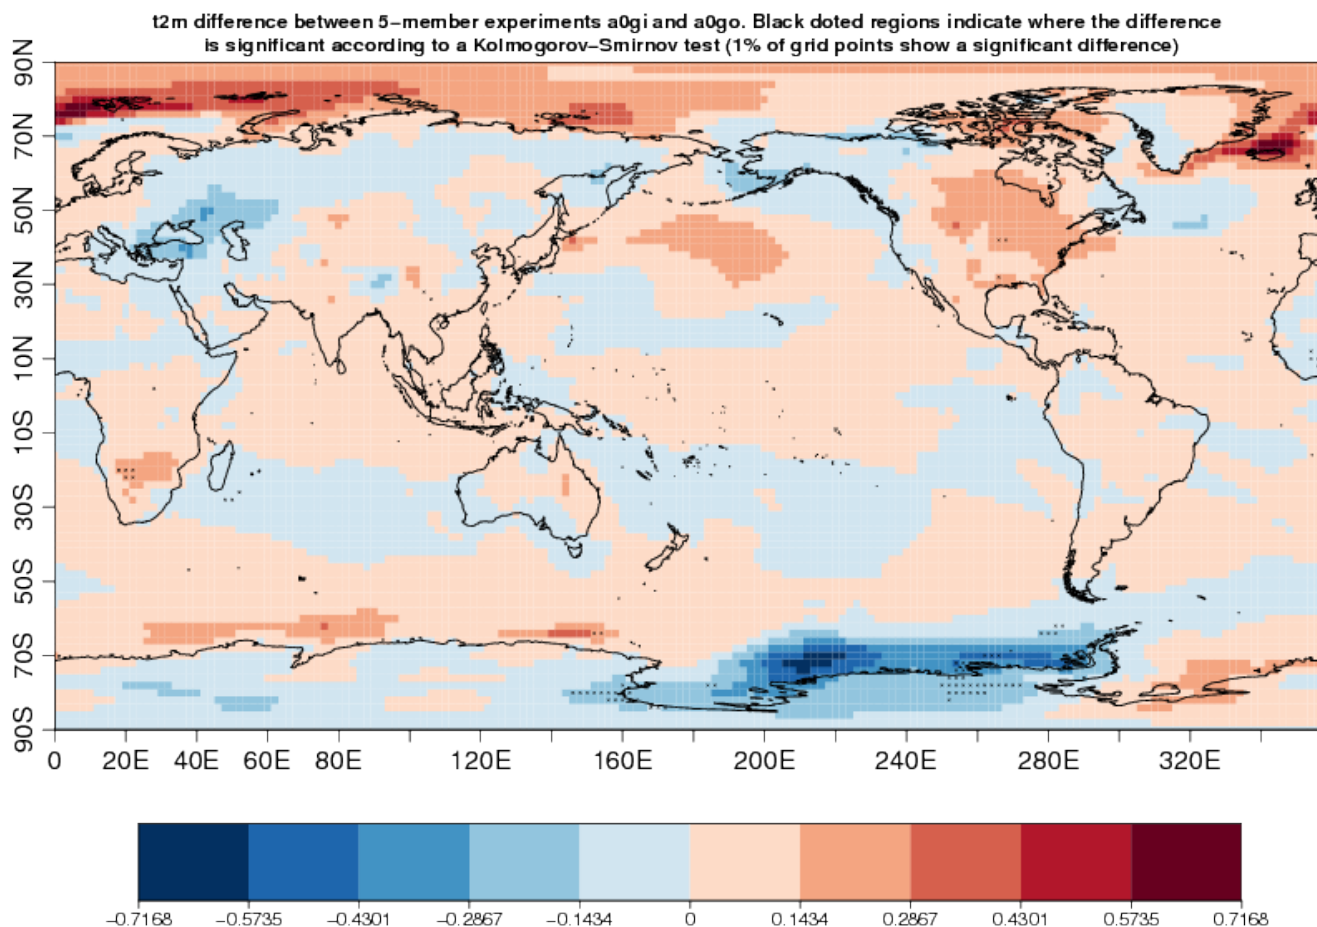 t2m difference between 5−member experiments a0gi and a0go. Black doted regions indicate where the difference
is significant according to a Kolmogorov−Smirnov test (1% of grid points show a significant difference)
90N
70N
50N
30N
10N
10S
30S
50S
70S
90S
0 20E 40E 60E 80E 120E 160E 200E 240E 280E 320E
−0.7168 −0.5735 −0.4301 −0.2867 −0.1434 0 0.1434 0.2867 0.4301 0.5735 0.7168